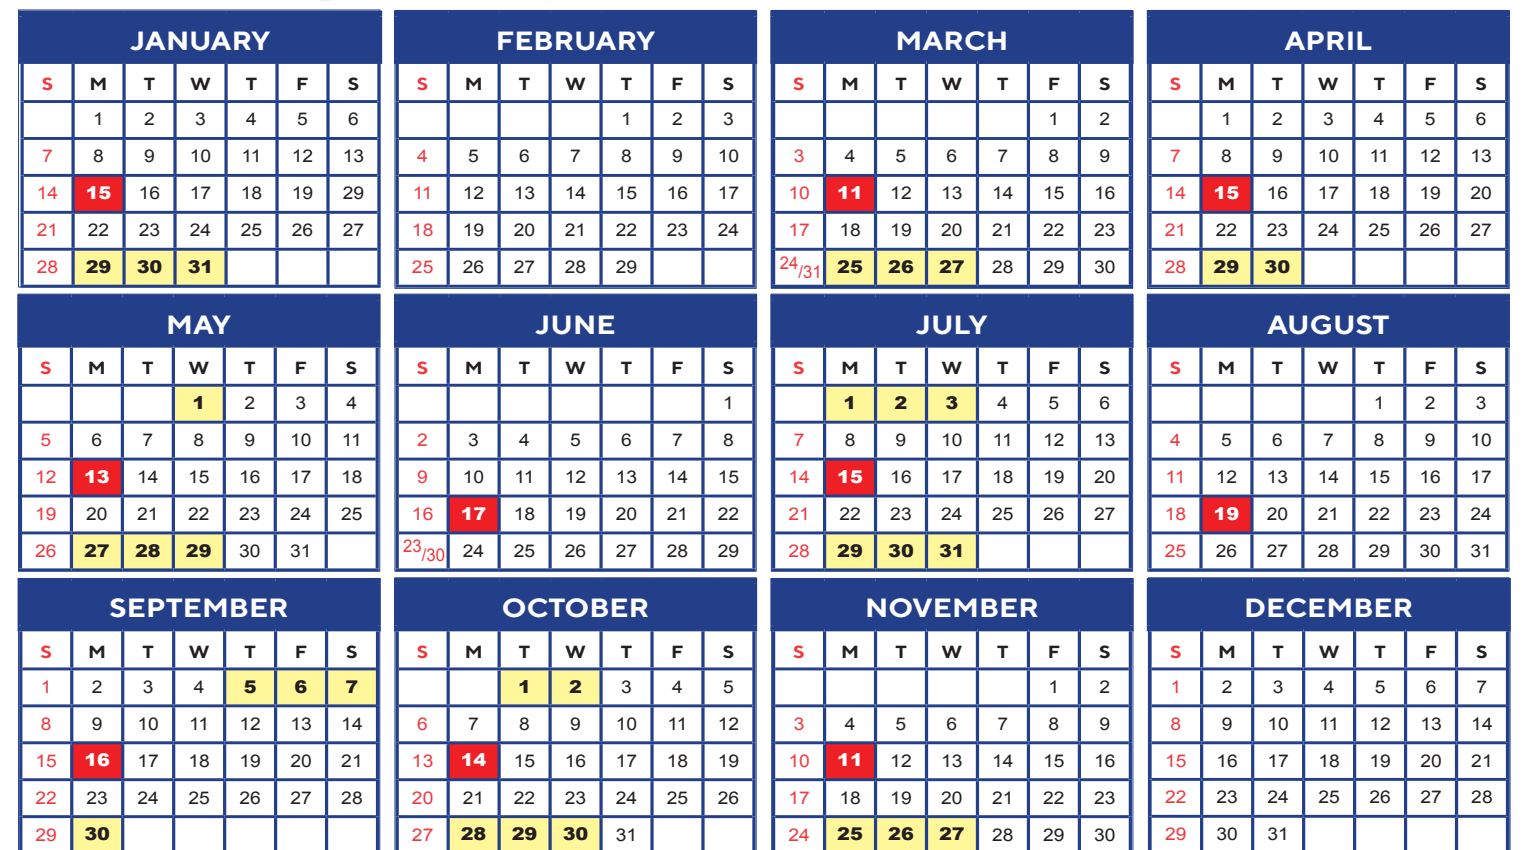 JANUARY FEBRUARY MARCH APRIL
S M T W T F S S M T W T F S S M T W T F S S M T W T F S
1 2 3 4 5 6 1 2 3 1 2 1 2 3 4 5 6
7 8 9 10 11 12 13 4 5 6 7 8 9 10 3 4 5 6 7 8 9 7 8 9 10 11 12 13
14 15 16 17 18 19 29 11 12 13 14 15 16 17 10 11 12 13 14 15 16 14 15 16 17 18 19 20
21 22 23 24 25 26 27 18 19 20 21 22 23 24 17 18 19 20 21 22 23 21 22 23 24 25 26 27
28 29 30 31 25 26 27 28 29 24/31 25 26 27 28 29 30 28 29 30
MAY JUNE JULY AUGUST
S M T W T F S S M T W T F S S M T W T F S S M T W T F S
1 2 3 4 1 1 2 3 4 5 6 1 2 3
5 6 7 8 9 10 11 2 3 4 5 6 7 8 7 8 9 10 11 12 13 4 5 6 7 8 9 10
12 13 14 15 16 17 18 9 10 11 12 13 14 15 14 15 16 17 18 19 20 11 12 13 14 15 16 17
19 20 21 22 23 24 25 16 17 18 19 20 21 22 21 22 23 24 25 26 27 18 19 20 21 22 23 24
26 27 28 29 30 31 23/30 24 25 26 27 28 29 28 29 30 31 25 26 27 28 29 30 31
SEPTEMBER OCTOBER NOVEMBER DECEMBER
S M T W T F S S M T W T F S S M T W T F S S M T W T F S
1 2 3 4 5 6 7 1 2 3 4 5 1 2 1 2 3 4 5 6 7
8 9 10 11 12 13 14 6 7 8 9 10 11 12 3 4 5 6 7 8 9 8 9 10 11 12 13 14
15 16 17 18 19 20 21 13 14 15 16 17 18 19 10 11 12 13 14 15 16 15 16 17 18 19 20 21
22 23 24 25 26 27 28 20 21 22 23 24 25 26 17 18 19 20 21 22 23 22 23 24 25 26 27 28
29 30 27 28 29 30 31 24 25 26 27 28 29 30 29 30 31